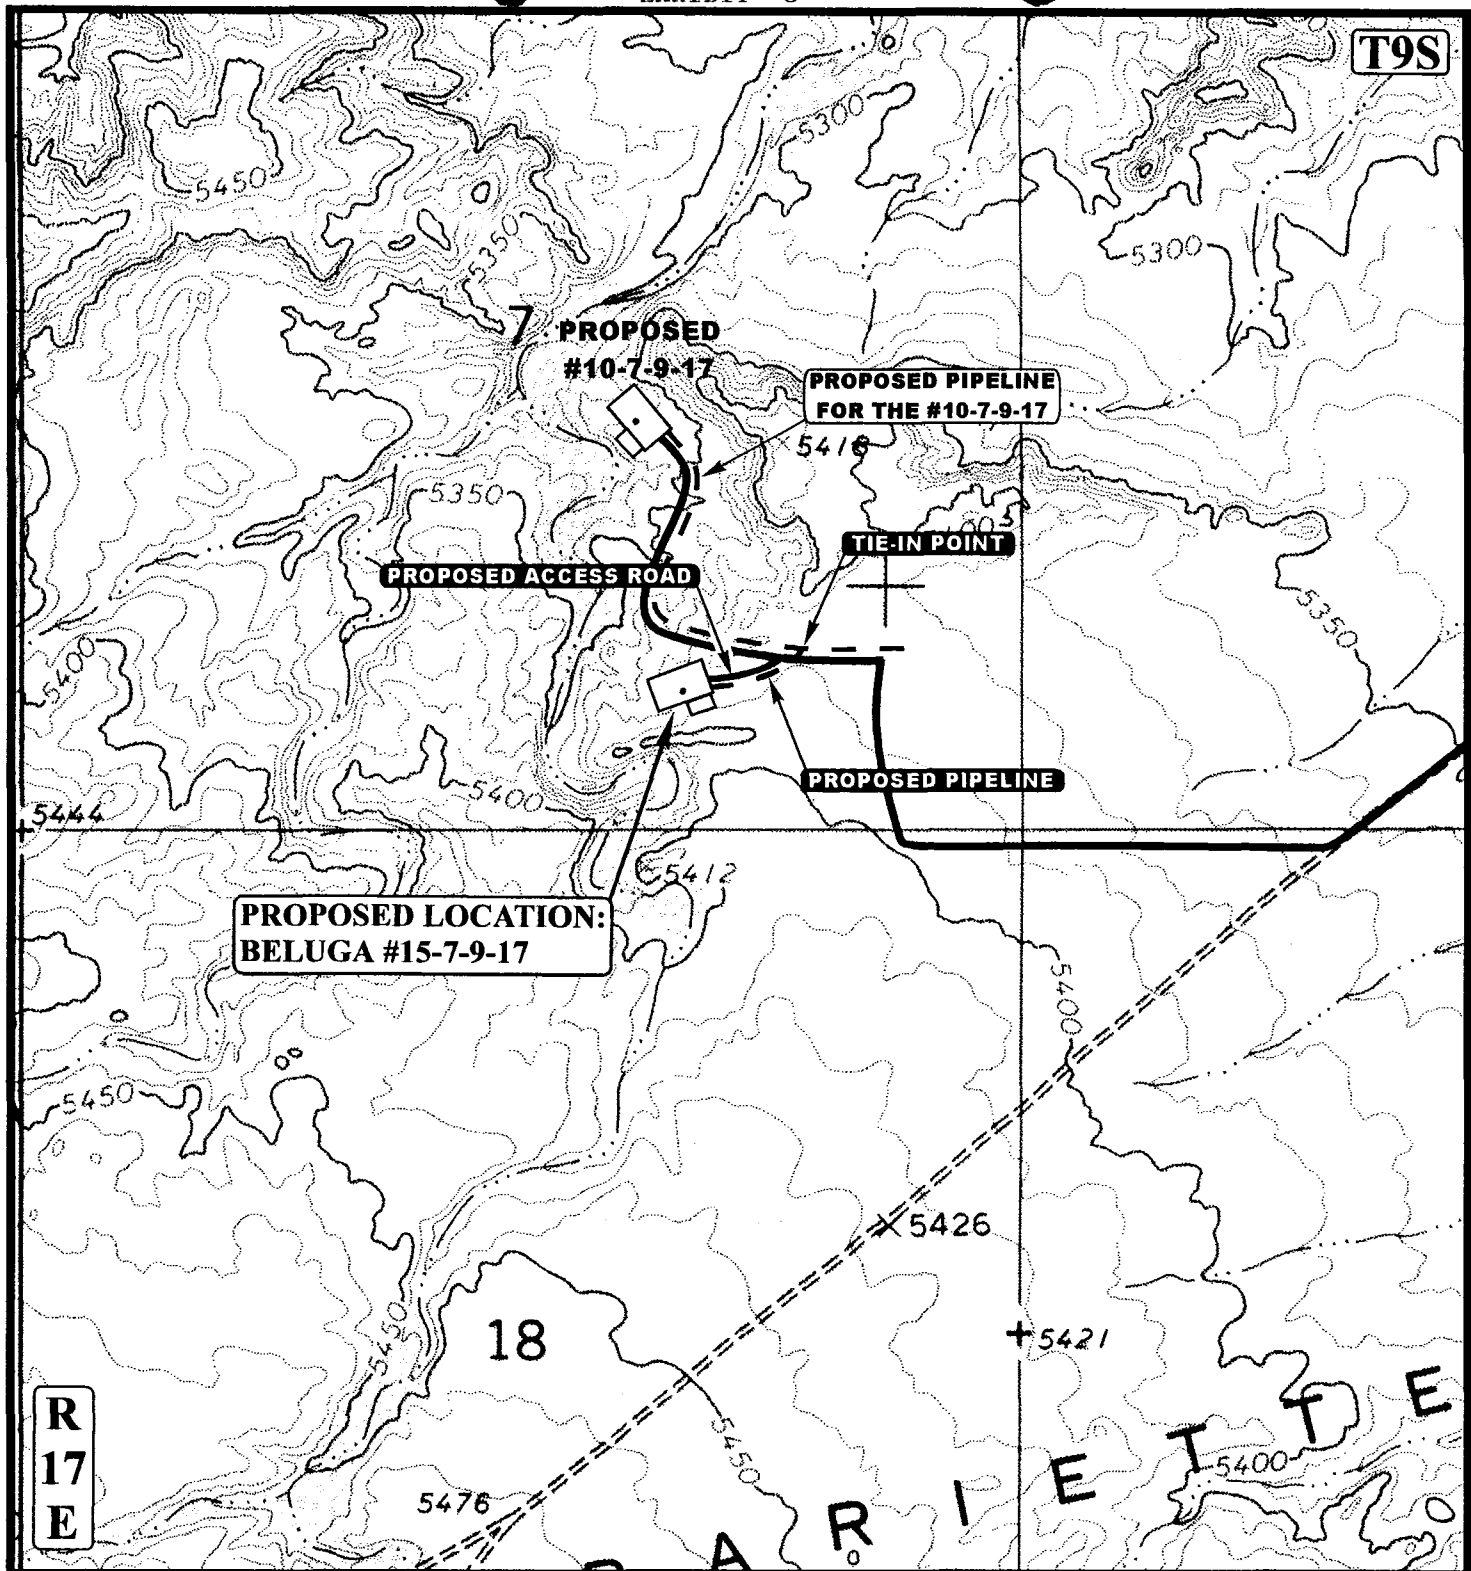 T9S
5300
5450
5350
5300
7
PROPOSED
#10-7-9-17
PROPOSED PIPELINE
FOR THE #10-7-9-17
5350
TIE-IN POINT
PROPOSED ACCESS ROAD
5350
5400
PROPOSED PIPELINE
5400
5444
5412
PROPOSED LOCATION:
BELUGA #15-7-9-17
5400
5450
5426
5450
18
5421
R
17
E
5450
5400
5476
A R I E T T E